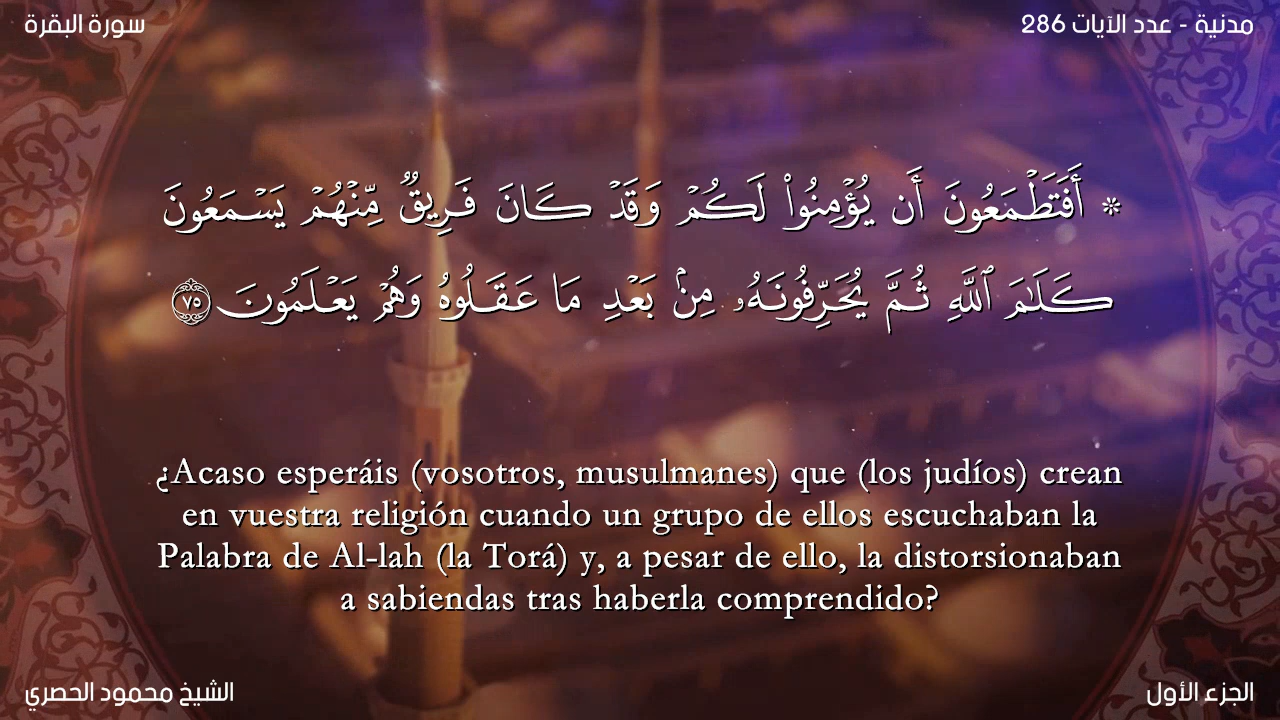 سورة البقرة
مدنية - عدد الآيات 286
* أَفَتَطۡمَعُونَ أَن يُؤۡمِنُواْ لَكُمۡ وَقَدۡ كَانَ فَرِيقٞ مِّنۡهُمۡ يَسۡمَعُونَ
كَلَٰمَ ٱللَّهِ ثُمَّ يُحَرِّفُونَهُۥ مِنۢ بَعۡدِ مَا عَقَلُوهُ وَهُمۡ يَعۡلَمُونَ ٧٥
¿Acaso esperáis (vosotros, musulmanes) que (los judíos) crean
en vuestra religión cuando un grupo de ellos escuchaban la
Palabra de Al-lah (la Torá) y, a pesar de ello, la distorsionaban
a sabiendas tras haberla comprendido?
الشيخ محمود الحصري
الجزء الأول